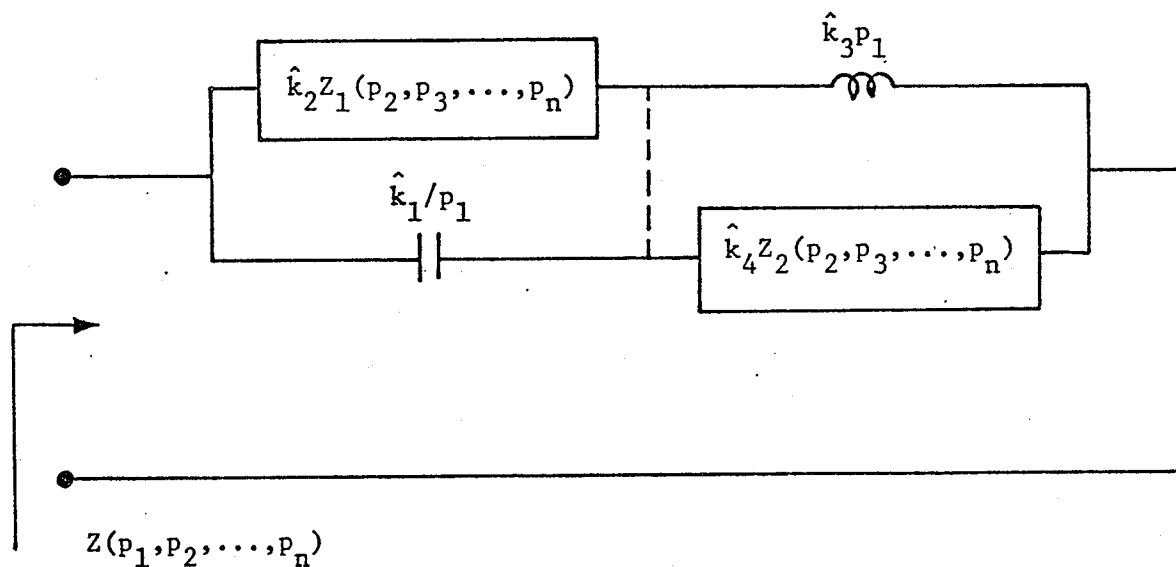 k̂₃p₁
k̂₂Z₁(p₂,p₃,...,pₙ)
k̂₁/p₁
k̂₄Z₂(p₂,p₃,...,pₙ)
Z(p₁,p₂,...,pₙ)